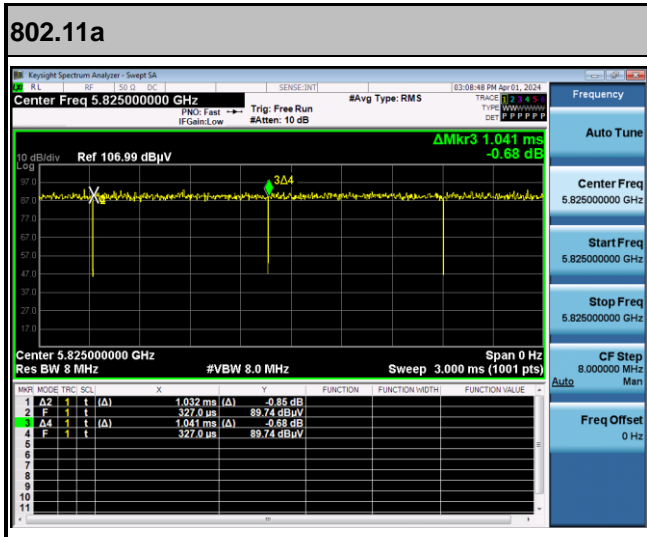 802.11a
Keysight Spectrum Analyzer - Swept SA
RL RF 50 Ω DC SENSE:INT 03:08:48 PM Apr 01, 2024
Center Freq 5.825000000 GHz #Avg Type: RMS TRACE 1 2 3 4 5 6 Frequency
PNO: Fast Trig: Free Run TYPE WWWWWW
IFGain:Low #Atten: 10 dB DET P P P P P P
Auto Tune
ΔMkr3 1.041 ms
10 dB/div Ref 106.99 dBµV -0.68 dB
Log
97.0
3Δ4
87.0
77.0
67.0
57.0
47.0
37.0
27.0
17.0
Center Freq
5.825000000 GHz
Start Freq
5.825000000 GHz
Stop Freq
5.825000000 GHz
Center 5.825000000 GHz Span 0 Hz
Res BW 8 MHz #VBW 8.0 MHz Sweep 3.000 ms (1001 pts)
CF Step
8.000000 MHz
Auto Man
Freq Offset
0 Hz
MKR MODE TRC SCL X Y FUNCTION FUNCTION WIDTH FUNCTION VALUE
1 Δ2 1 t (Δ) 1.032 ms (Δ) -0.85 dB
2 F 1 t 327.0 µs 89.74 dBµV
3 Δ4 1 t (Δ) 1.041 ms (Δ) -0.68 dB
4 F 1 t 327.0 µs 89.74 dBµV
5
6
7
8
9
10
11